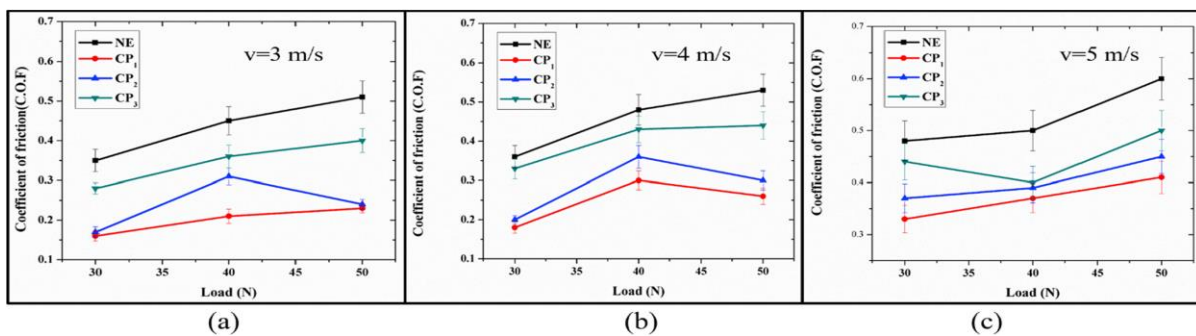 Coefficient of friction(C.O.F)
0.7
0.6
0.5
0.4
0.3
0.2
0.1
NE
CP1
CP2
CP3
v=3 m/s
30 35 40 45 50
Load (N)
(a)
Coefficient of friction (C.O.F)
0.7
0.6
0.5
0.4
0.3
0.2
0.1
NE
CP1
CP2
CP3
v=4 m/s
30 35 40 45 50
Load (N)
(b)
Coefficient of friction (C.O.F)
0.7
0.6
0.5
0.4
0.3
NE
CP1
CP2
CP3
v=5 m/s
30 35 40 45 50
Load (N)
(c)